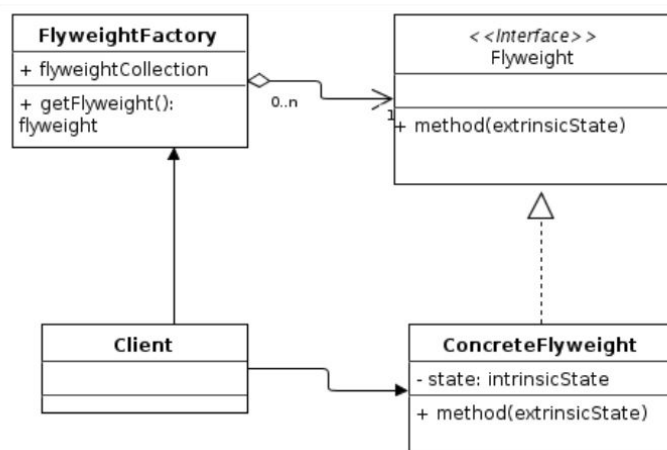 FlyweightFactory
+ flyweightCollection
+ getFlyweight():
flyweight
0..n
1
<<Interface>>
Flyweight
+ method(extrinsicState)
Client
ConcreteFlyweight
- state: intrinsicState
+ method(extrinsicState)